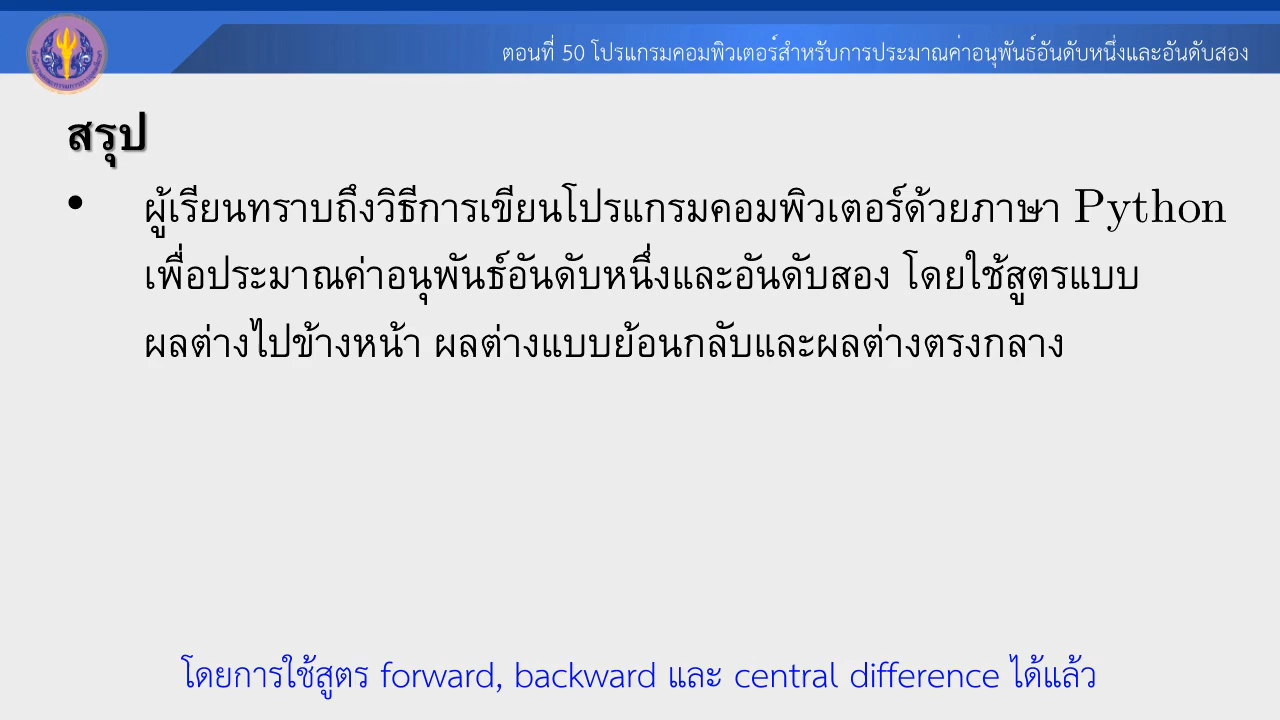 ตอนที่ 50 โปรแกรมคอมพิวเตอร์สำหรับการประมาณค่าอนุพันธ์อันดับหนึ่งและอันดับสอง
สรุป
• ผู้เรียนทราบถึงวิธีการเขียนโปรแกรมคอมพิวเตอร์ด้วยภาษา Python
เพื่อประมาณค่าอนุพันธ์อันดับหนึ่งและอันดับสอง โดยใช้สูตรแบบ
ผลต่างไปข้างหน้า ผลต่างแบบย้อนกลับและผลต่างตรงกลาง
โดยการใช้สูตร forward, backward และ central difference ได้แล้ว